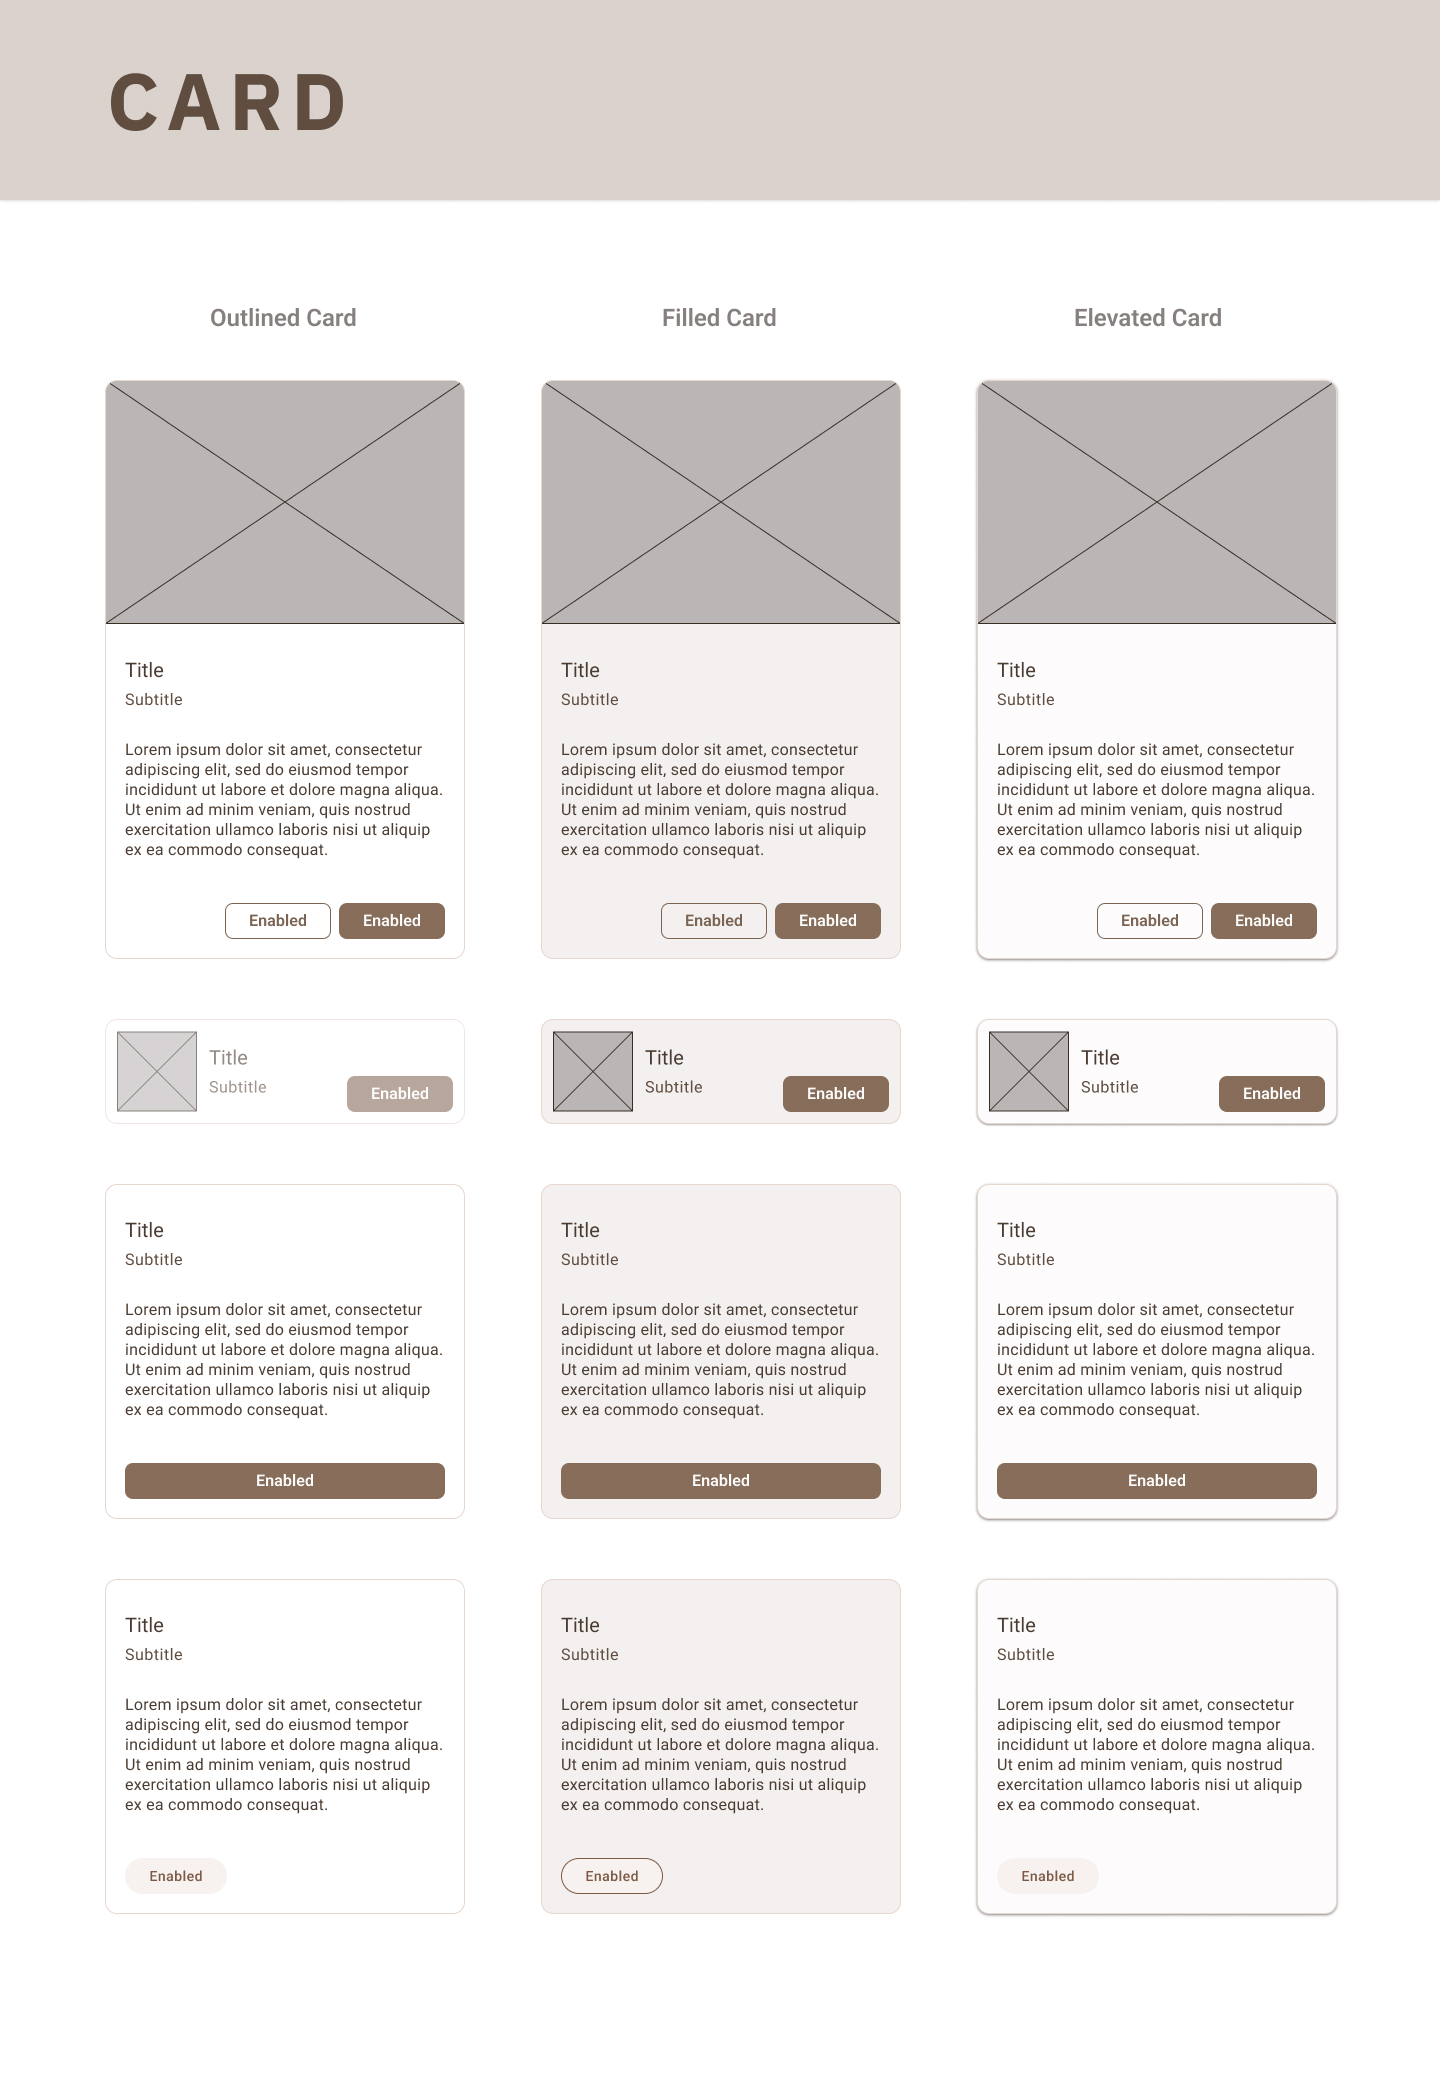 CARD
Outlined Card
Filled Card
Elevated Card
Title
Subtitle
Lorem ipsum dolor sit amet, consectetur
adipiscing elit, sed do eiusmod tempor
incididunt ut labore et dolore magna aliqua.
Ut enim ad minim veniam, quis nostrud
exercitation ullamco laboris nisi ut aliquip
ex ea commodo consequat.
Enabled
Enabled
Title
Subtitle
Lorem ipsum dolor sit amet, consectetur
adipiscing elit, sed do eiusmod tempor
incididunt ut labore et dolore magna aliqua.
Ut enim ad minim veniam, quis nostrud
exercitation ullamco laboris nisi ut aliquip
ex ea commodo consequat.
Enabled
Enabled
Title
Subtitle
Lorem ipsum dolor sit amet, consectetur
adipiscing elit, sed do eiusmod tempor
incididunt ut labore et dolore magna aliqua.
Ut enim ad minim veniam, quis nostrud
exercitation ullamco laboris nisi ut aliquip
ex ea commodo consequat.
Enabled
Enabled
Title
Subtitle
Enabled
Title
Subtitle
Enabled
Title
Subtitle
Enabled
Title
Subtitle
Lorem ipsum dolor sit amet, consectetur
adipiscing elit, sed do eiusmod tempor
incididunt ut labore et dolore magna aliqua.
Ut enim ad minim veniam, quis nostrud
exercitation ullamco laboris nisi ut aliquip
ex ea commodo consequat.
Enabled
Title
Subtitle
Lorem ipsum dolor sit amet, consectetur
adipiscing elit, sed do eiusmod tempor
incididunt ut labore et dolore magna aliqua.
Ut enim ad minim veniam, quis nostrud
exercitation ullamco laboris nisi ut aliquip
ex ea commodo consequat.
Enabled
Title
Subtitle
Lorem ipsum dolor sit amet, consectetur
adipiscing elit, sed do eiusmod tempor
incididunt ut labore et dolore magna aliqua.
Ut enim ad minim veniam, quis nostrud
exercitation ullamco laboris nisi ut aliquip
ex ea commodo consequat.
Enabled
Title
Subtitle
Lorem ipsum dolor sit amet, consectetur
adipiscing elit, sed do eiusmod tempor
incididunt ut labore et dolore magna aliqua.
Ut enim ad minim veniam, quis nostrud
exercitation ullamco laboris nisi ut aliquip
ex ea commodo consequat.
Enabled
Title
Subtitle
Lorem ipsum dolor sit amet, consectetur
adipiscing elit, sed do eiusmod tempor
incididunt ut labore et dolore magna aliqua.
Ut enim ad minim veniam, quis nostrud
exercitation ullamco laboris nisi ut aliquip
ex ea commodo consequat.
Enabled
Title
Subtitle
Lorem ipsum dolor sit amet, consectetur
adipiscing elit, sed do eiusmod tempor
incididunt ut labore et dolore magna aliqua.
Ut enim ad minim veniam, quis nostrud
exercitation ullamco laboris nisi ut aliquip
ex ea commodo consequat.
Enabled